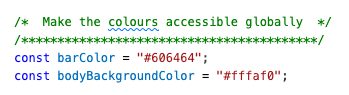 /*  Make the colours accessible globally  */
/*****************************************/
const barColor = "#606464";
const bodyBackgroundColor = "#fffaf0";